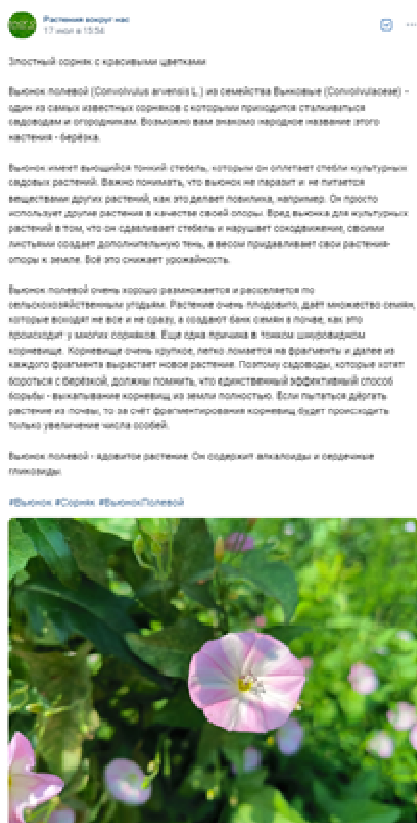 Растения вокруг нас
17 июл в 15:54
Злостный сорняк с красивыми цветками
Вьюнок полевой (Convolvulus arvensis L.) из семейства Вьюнковые (Convolvulaceae) -
один из самых известных сорняков с которыми приходится сталкиваться
садоводам и огородникам. Возможно вам знакомо народное название этого
растения - берёзка.
Вьюнок имеет вьющийся тонкий стебель, которым он оплетает стебли культурных
садовых растений. Важно понимать, что вьюнок не паразит и не питается
веществами других растений, как это делает повилика, например. Он просто
использует другие растения в качестве своей опоры. Вред вьюнка для культурных
растений в том, что он сдавливает стебель и нарушает сокодвижение, своими
листьями создает дополнительную тень, а весом придавливает свои растения-
опоры к земле. Всё это снижает урожайность.
Вьюнок полевой очень хорошо размножается и расселяется по
сельскохозяйственным угодьям. Растение очень плодовито, даёт множество семян,
которые всходят не все и не сразу, а создают банк семян в почве, как это
происходит у многих сорняков. Еще одна причина в тонком шнуровидном
корневище. Корневище очень хрупкое, легко ломается на фрагменты и далее из
каждого фрагмента вырастает новое растение. Поэтому садоводы, которые хотят
бороться с берёзкой, должны помнить, что единственный эффективный способ
борьбы - выкапывание корневищ из земли полностью. Если пытаться дёргать
растение из почвы, то за счёт фрагментирования корневищ будет происходить
только увеличение числа особей.
Вьюнок полевой - ядовитое растение. Он содержит алкалоиды и сердечные
гликозиды.
#Вьюнок #Сорняк #ВьюнокПолевой